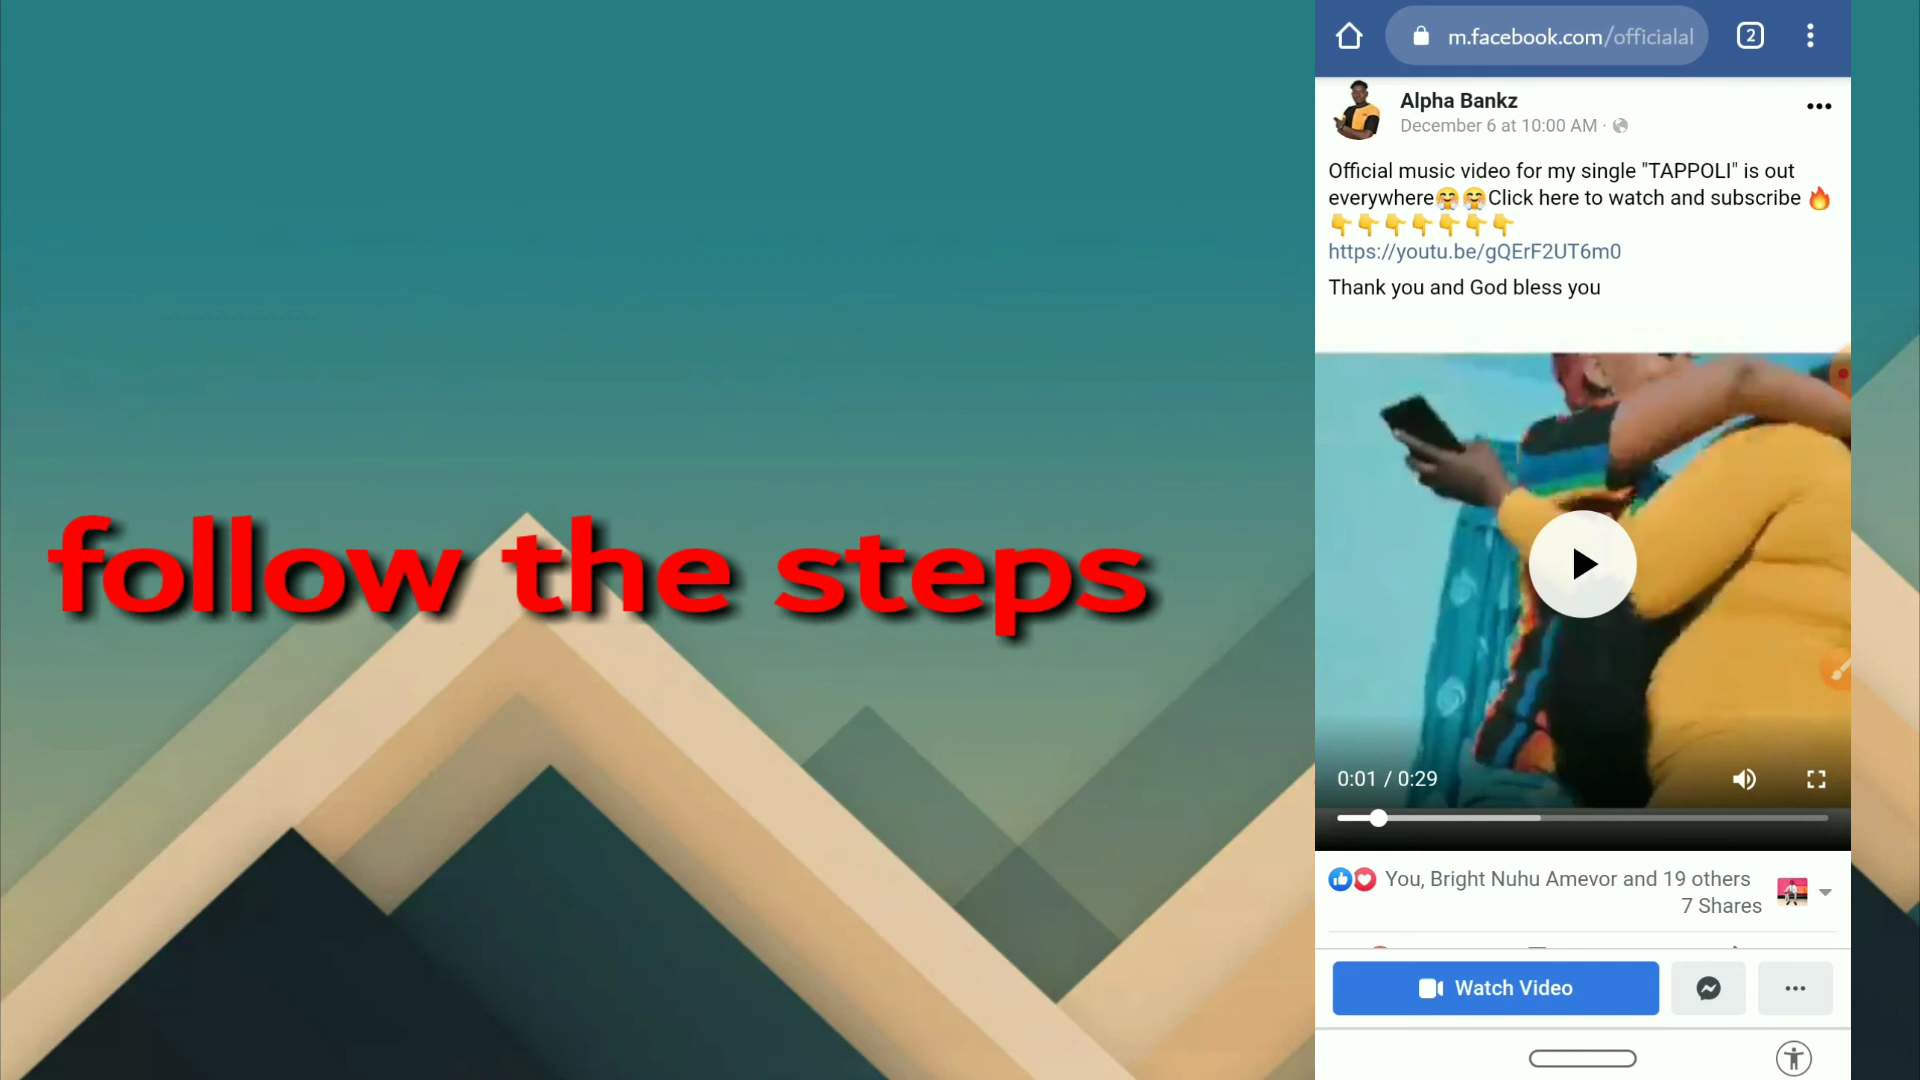 follow the steps
m.facebook.com/officialal
2
Alpha Bankz
December 6 at 10:00 AM ·
Official music video for my single "TAPPOLI" is out
everywhere🤗🤗Click here to watch and subscribe 🔥
👇👇👇👇👇👇👇
https://youtu.be/gQErF2UT6m0
Thank you and God bless you
0:01 / 0:29
You, Bright Nuhu Amevor and 19 others
7 Shares
Watch Video